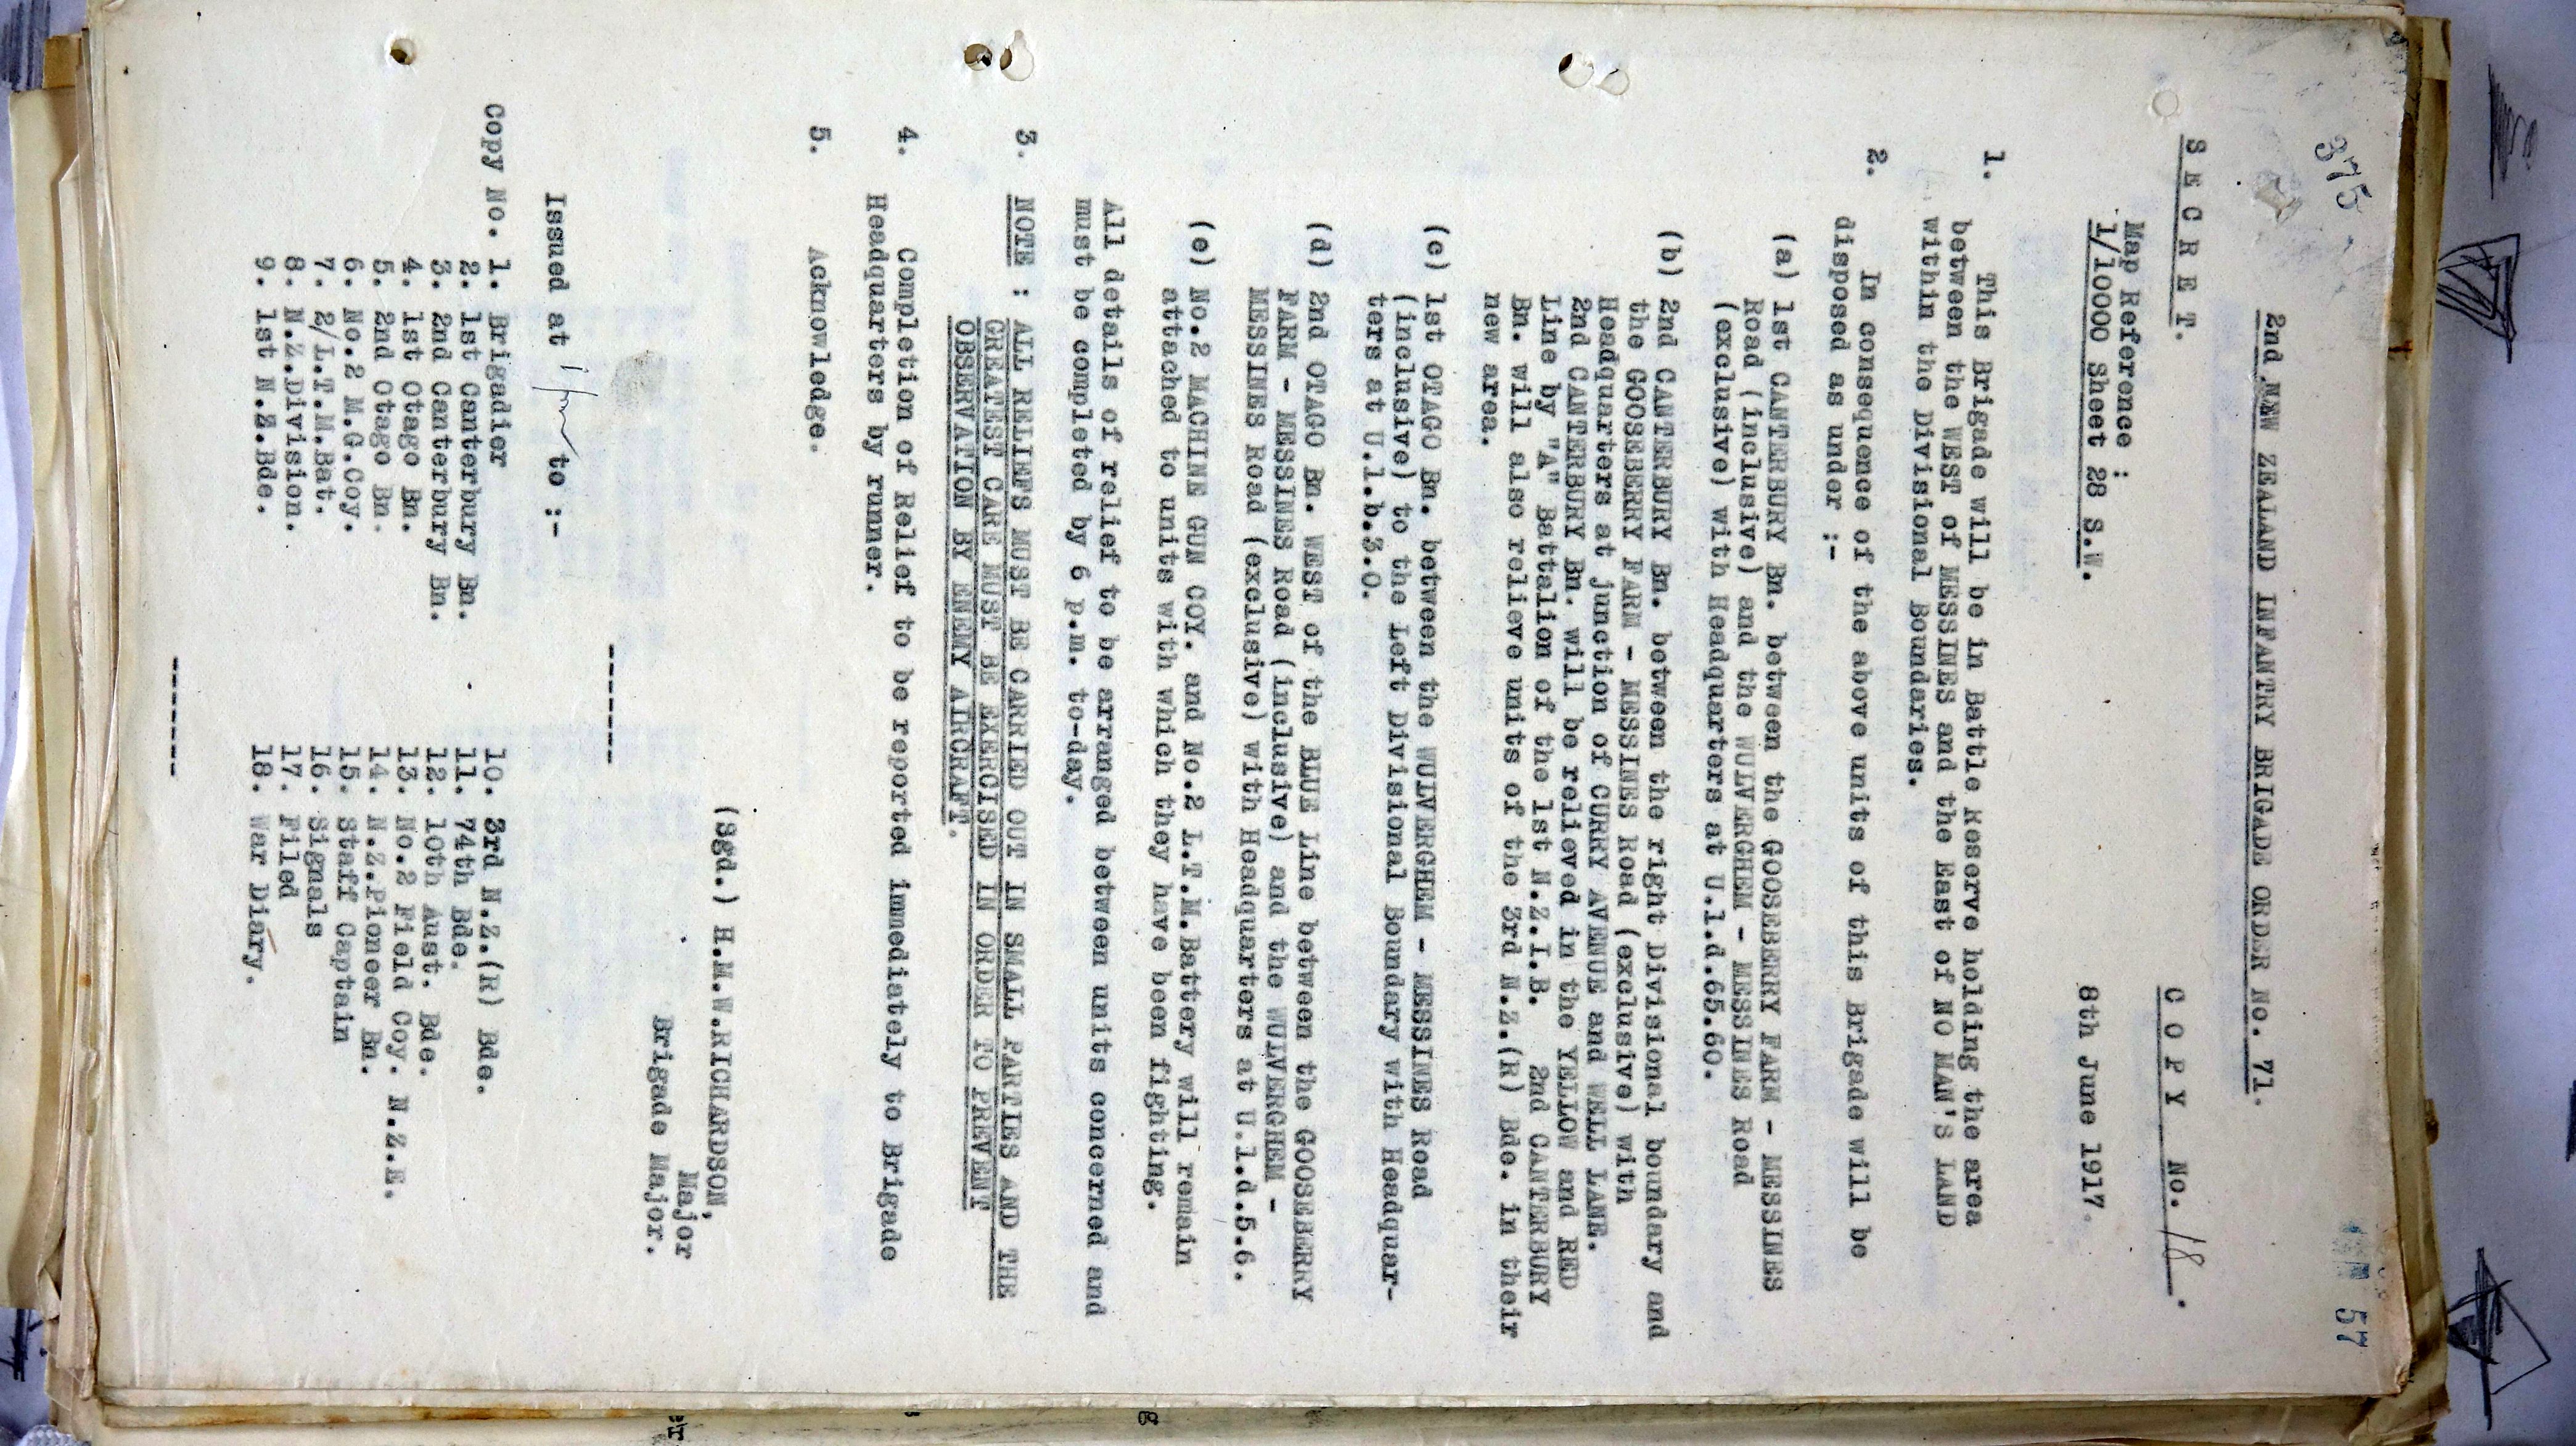 375
57
2nd NEW ZEALAND INFANTRY BRIGADE ORDER No. 71.
S E C R E T.
C O P Y No. 18.
Map Reference :
1/10000 Sheet 28 S.W.
8th June 1917.
1. This Brigade will be in Battle Reserve holding the area
between the WEST of MESSINES and the East of NO MAN'S LAND
within the Divisional Boundaries.
2. In consequence of the above units of this Brigade will be
disposed as under :-
(a) 1st CANTERBURY Bn. between the GOOSEBERRY FARM - MESSINES
Road (inclusive) and the WULVERGHEM - MESSINES Road
(exclusive) with Headquarters at U.1.d.65.60.
(b) 2nd CANTERBURY Bn. between the right Divisional boundary and
the GOOSEBERRY FARM - MESSINES Road (exclusive) with
Headquarters at junction of CURRY AVENUE and WELL LANE.
2nd CANTERBURY Bn. will be relieved in the YELLOW and RED
Line by "A" Battalion of the 1st N.Z.I.B. 2nd CANTERBURY
Bn. will also relieve units of the 3rd N.Z.(R) Bde. in their
new area.
(c) 1st OTAGO Bn. between the WULVERGHEM - MESSINES Road
(inclusive) to the Left Divisional Boundary with Headquar-
ters at U.1.b.3.0.
(d) 2nd OTAGO Bn. WEST of the BLUE Line between the GOOSEBERRY
FARM - MESSINES Road (inclusive) and the WULVERGHEM -
MESSINES Road (exclusive) with Headquarters at U.1.d.5.6.
(e) No.2 MACHINE GUN COY. and No.2 L.T.M.Battery will remain
attached to units with which they have been fighting.
All details of relief to be arranged between units concerned and
must be completed by 6 p.m. to-day.
3. NOTE : ALL RELIEFS MUST BE CARRIED OUT IN SMALL PARTIES AND THE
GREATEST CARE MUST BE EXERCISED IN ORDER TO PREVENT
OBSERVATION BY ENEMY AIRCRAFT.
4. Completion of Relief to be reported immediately to Brigade
Headquarters by runner.
5. Acknowledge.
(Sgd.) H.M.W.RICHARDSON,
Major
Brigade Major.
-------
Issued at to :-
Copy No. 1. Brigadier
2. 1st Canterbury Bn.
3. 2nd Canterbury Bn.
4. 1st Otago Bn.
5. 2nd Otago Bn.
6. No.2 M.G.Coy.
7. 2/L.T.M.Bat.
8. N.Z.Division.
9. 1st N.Z.Bde.
10. 3rd N.Z.(R) Bde.
11. 74th Bde.
12. 10th Aust. Bde.
13. No.2 Field Coy. N.Z.E.
14. N.Z.Pioneer Bn.
15. Staff Captain
16. Signals
17. Filed
18. War Diary.
-------